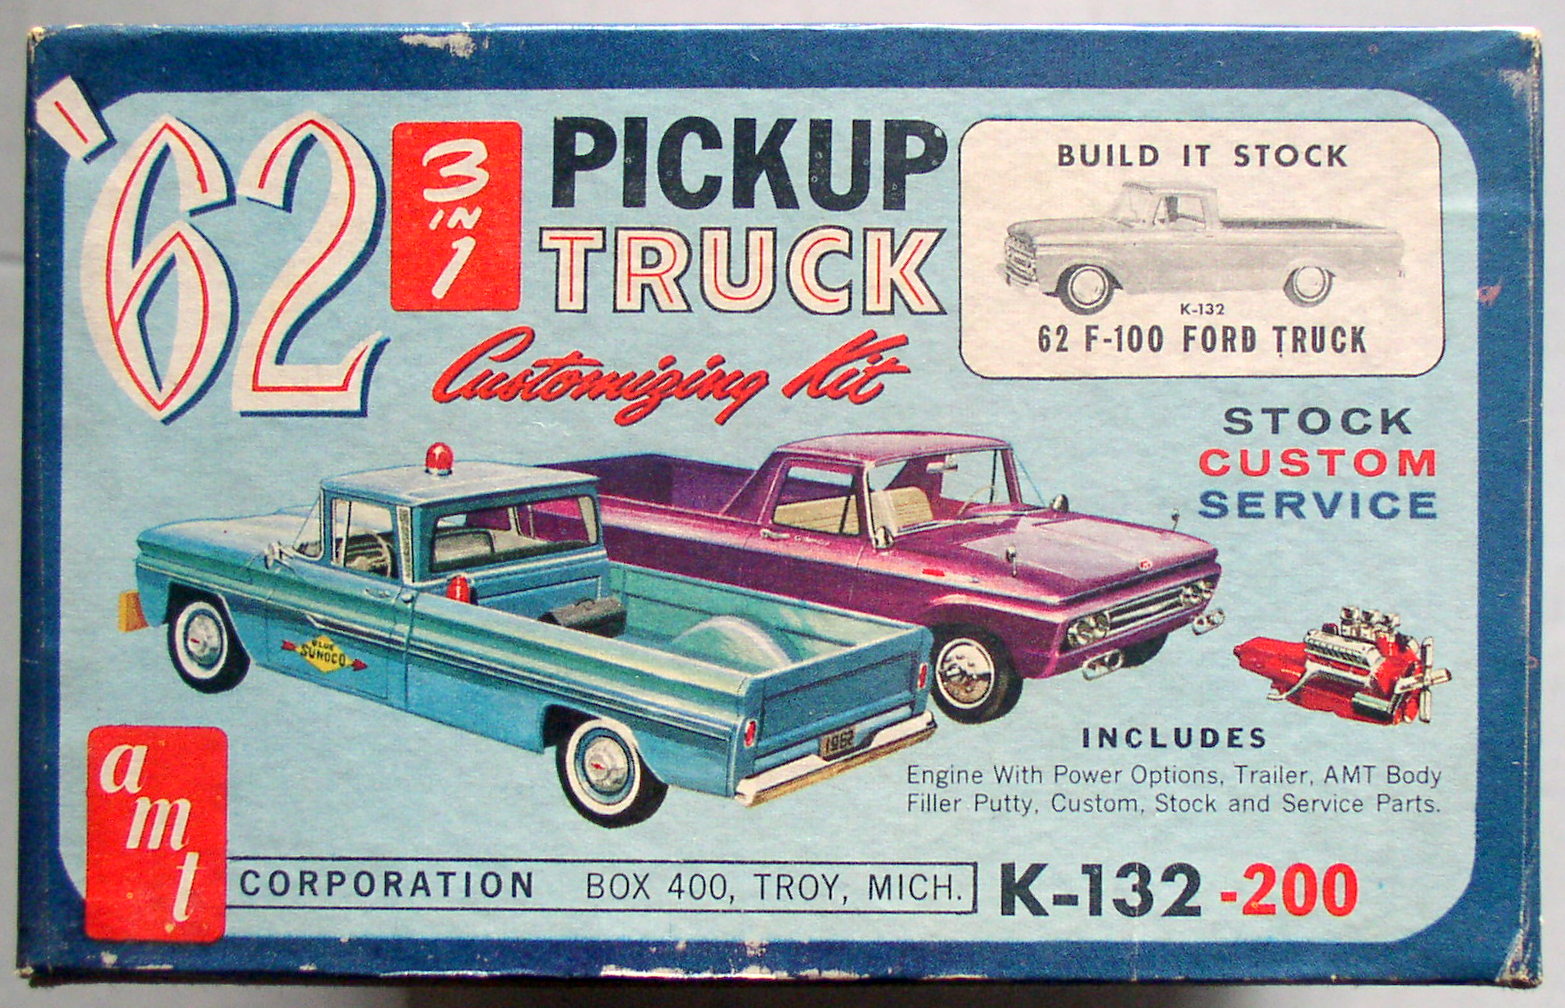 '62
3
IN
1
PICKUP
TRUCK
Customizing Kit
BUILD IT STOCK
K-132
62 F-100 FORD TRUCK
STOCK
CUSTOM
SERVICE
BLUE
SUNOCO
1962
INCLUDES
Engine With Power Options, Trailer, AMT Body
Filler Putty, Custom, Stock and Service Parts.
amt
CORPORATION BOX 400, TROY, MICH.
K-132-200